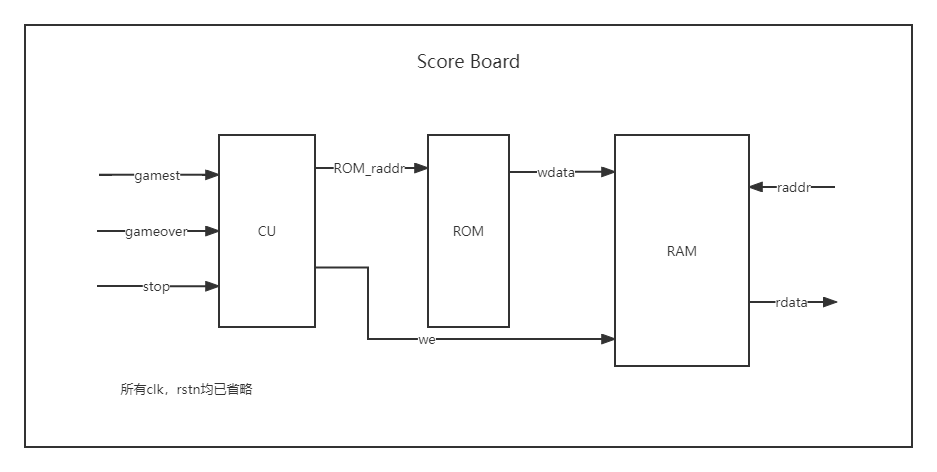 Score Board
gamest
gameover
stop
CU
ROM_raddr
we
ROM
wdata
RAM
raddr
rdata
所有clk，rstn均已省略